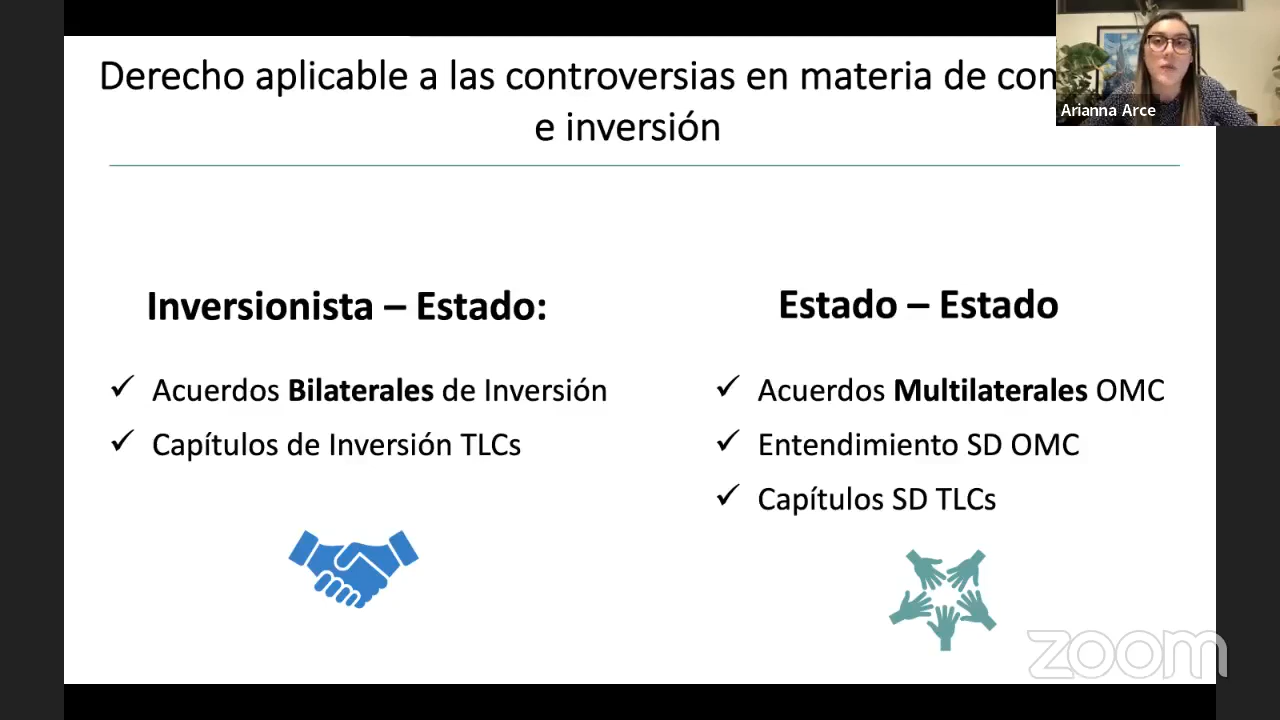 Derecho aplicable a las controversias en materia de
e inversión
Arianna Arce
Inversionista – Estado:
✓ Acuerdos Bilaterales de Inversión
✓ Capítulos de Inversión TLCs
Estado – Estado
✓ Acuerdos Multilaterales OMC
✓ Entendimiento SD OMC
✓ Capítulos SD TLCs
zoom